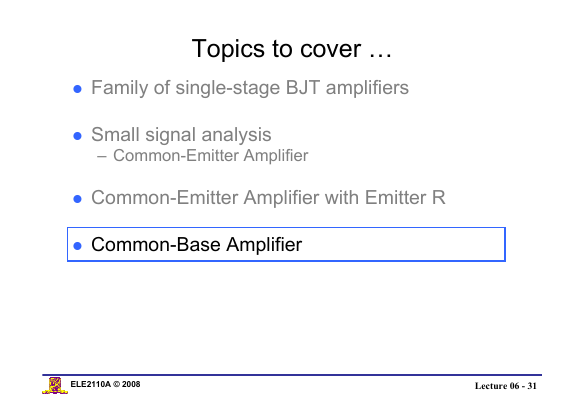 Topics to cover …
● Family of single-stage BJT amplifiers
● Small signal analysis
– Common-Emitter Amplifier
● Common-Emitter Amplifier with Emitter R
● Common-Base Amplifier
ELE2110A © 2008
Lecture 06 - 31